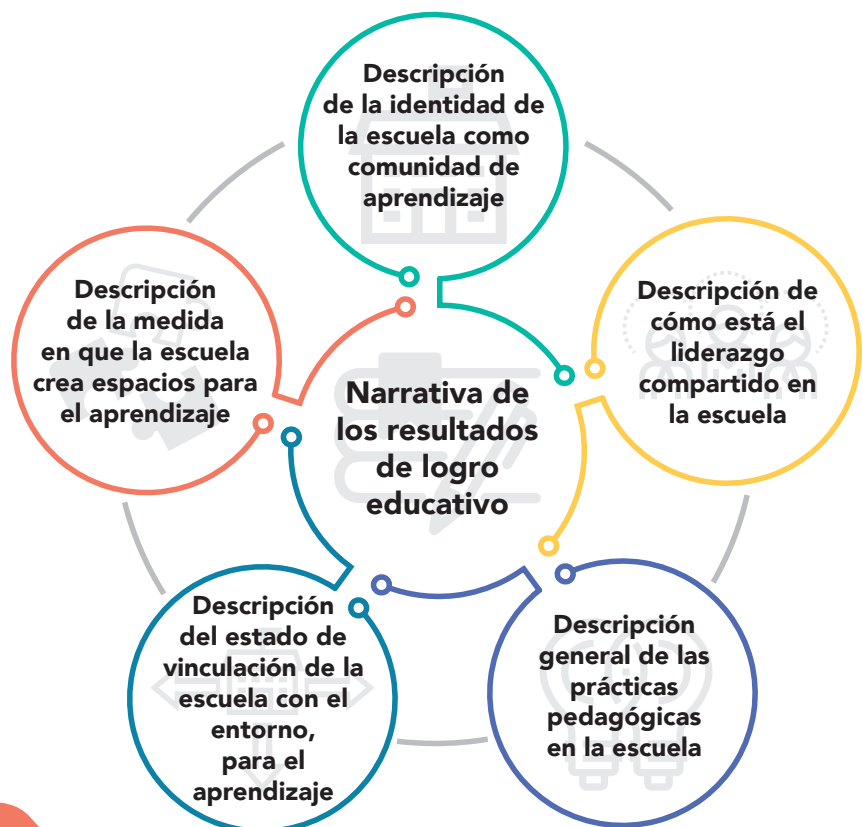 Descripción
de la identidad de
la escuela como
comunidad de
aprendizaje
Descripción
de la medida
en que la escuela
crea espacios para
el aprendizaje
Descripción de
cómo está el
liderazgo
compartido en
la escuela
Narrativa de
los resultados
de logro
educativo
Descripción
del estado de
vinculación de la
escuela con el
entorno,
para el
aprendizaje
Descripción
general de las
prácticas
pedagógicas
en la escuela